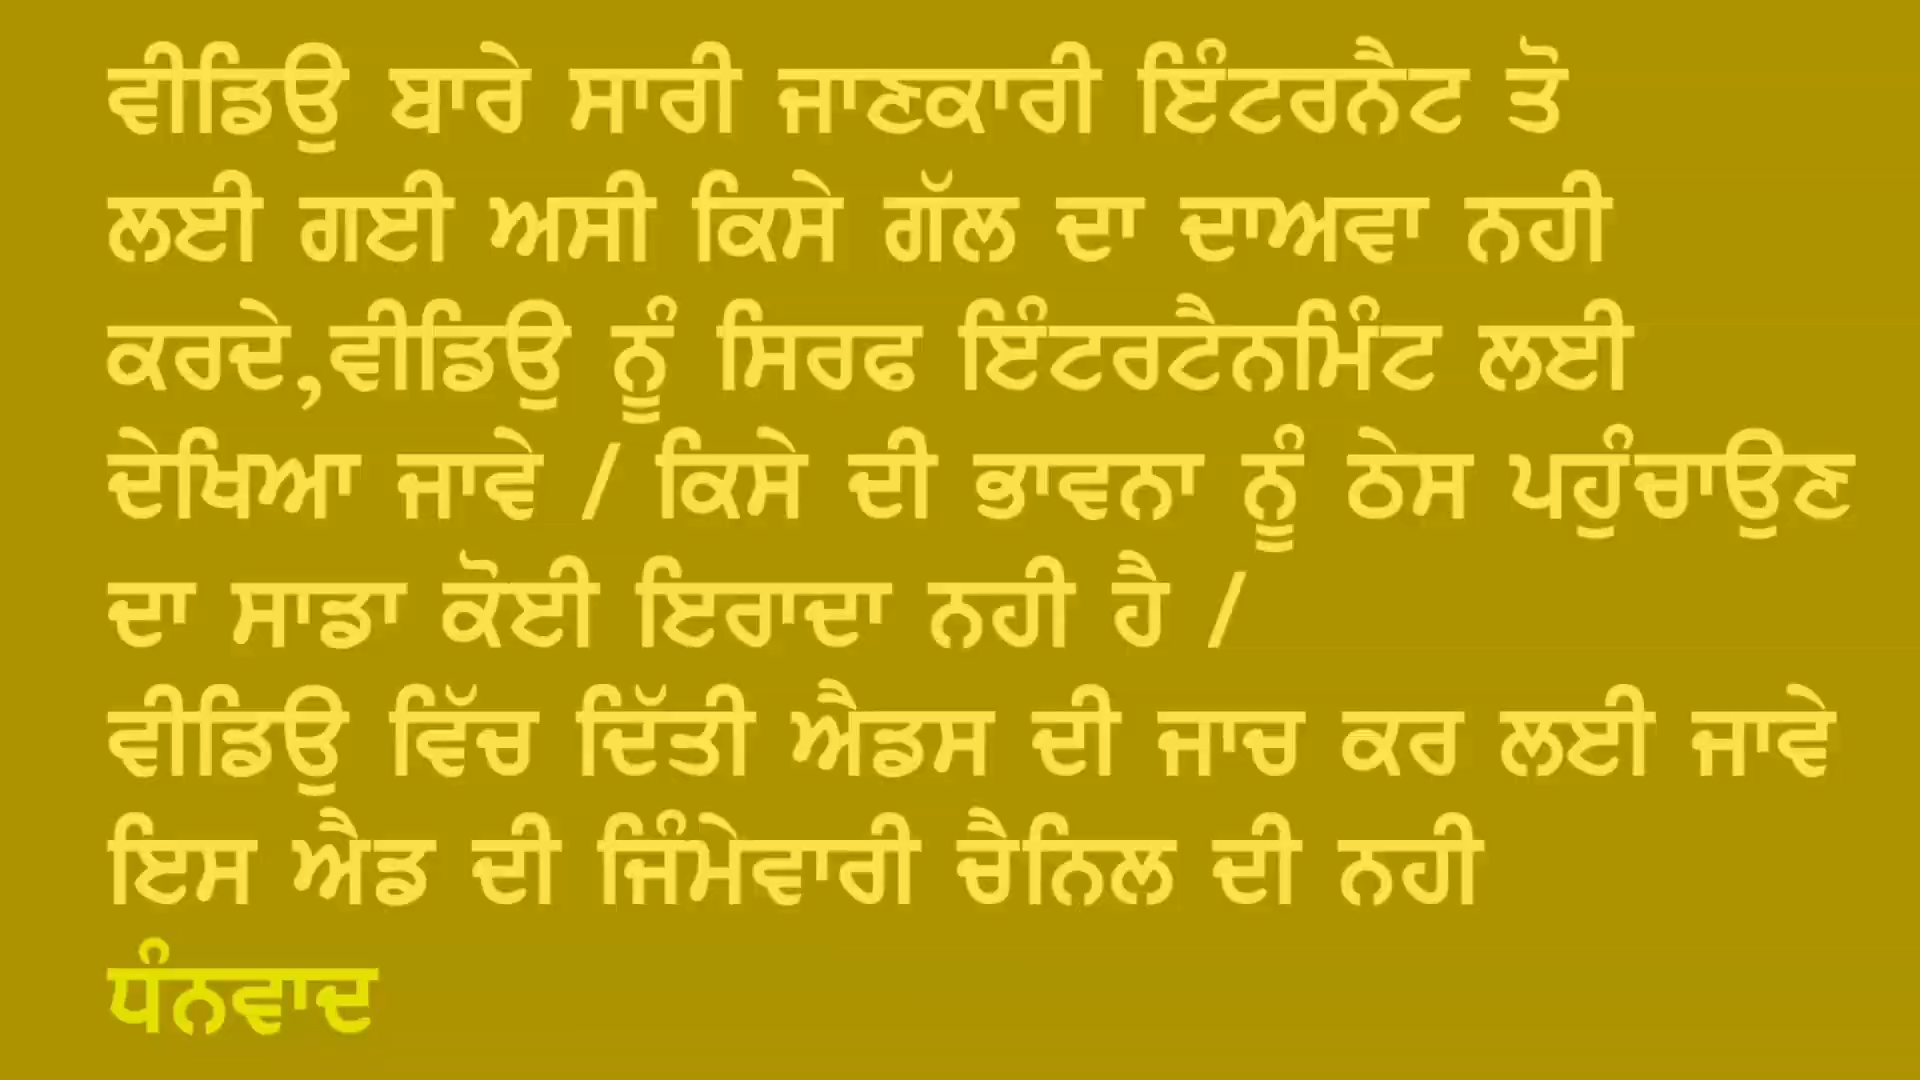 ਵੀਡਿਉ ਬਾਰੇ ਸਾਰੀ ਜਾਣਕਾਰੀ ਇੰਟਰਨੈਟ ਤੋ
ਲਈ ਗਈ ਅਸੀ ਕਿਸੇ ਗੱਲ ਦਾ ਦਾਅਵਾ ਨਹੀ
ਕਰਦੇ,ਵੀਡਿਉ ਨੂੰ ਸਿਰਫ ਇੰਟਰਟੈਨਮਿੰਟ ਲਈ
ਦੇਖਿਆ ਜਾਵੇ / ਕਿਸੇ ਦੀ ਭਾਵਨਾ ਨੂੰ ਠੇਸ ਪਹੁੰਚਾਉਣ
ਦਾ ਸਾਡਾ ਕੋਈ ਇਰਾਦਾ ਨਹੀ ਹੈ /
ਵੀਡਿਉ ਵਿੱਚ ਦਿੱਤੀ ਐਡਸ ਦੀ ਜਾਚ ਕਰ ਲਈ ਜਾਵੇ
ਇਸ ਐਡ ਦੀ ਜਿੰਮੇਵਾਰੀ ਚੈਨਿਲ ਦੀ ਨਹੀ
ਧੰਨਵਾਦ